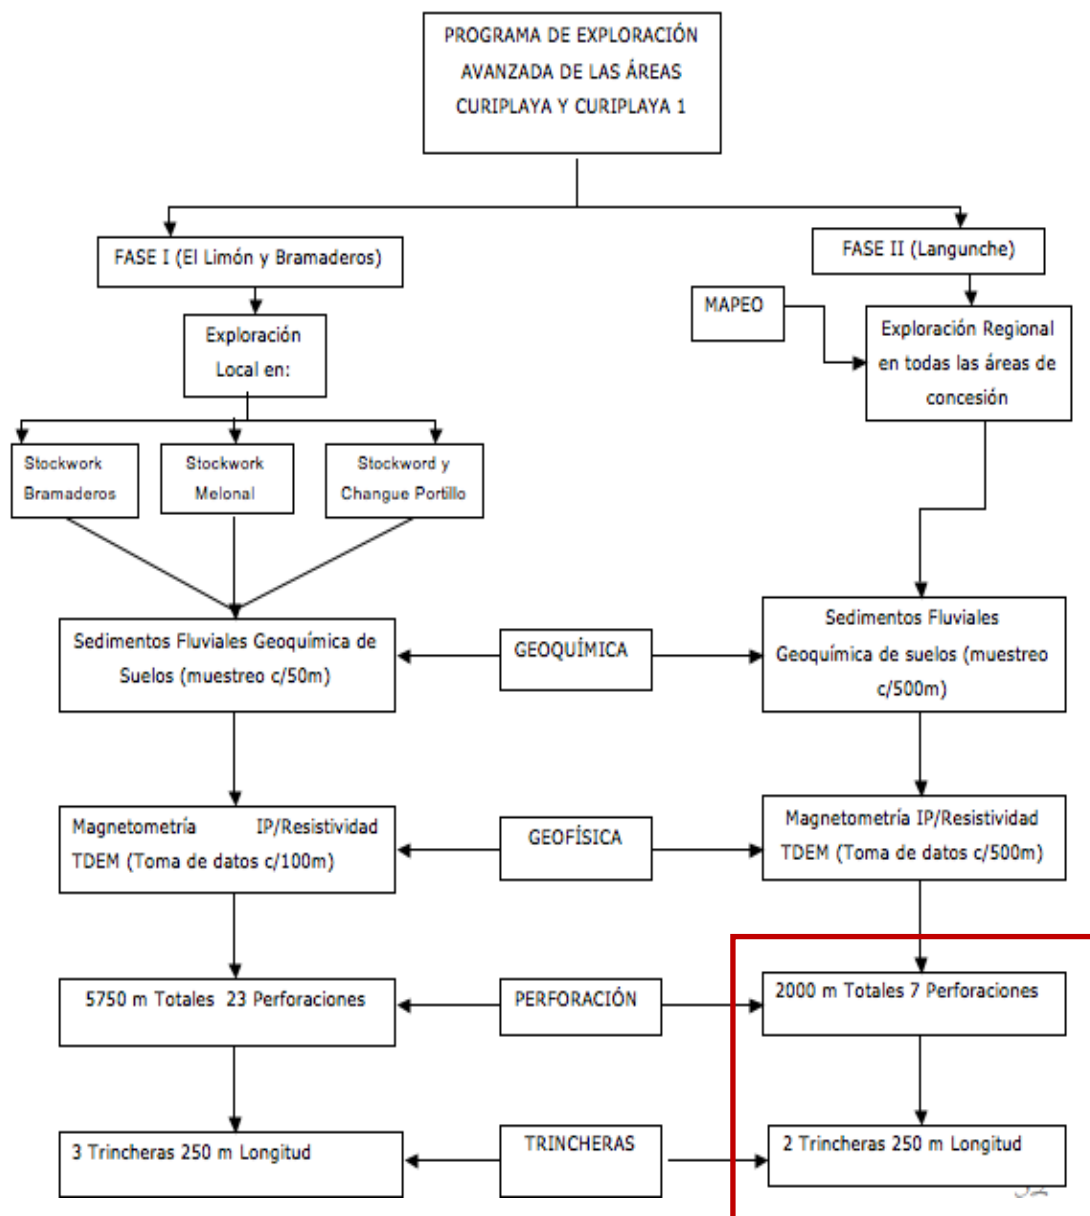 PROGRAMA DE EXPLORACIÓN
AVANZADA DE LAS ÁREAS
CURIPLAYA Y CURIPLAYA 1
FASE I (El Limón y Bramaderos)
FASE II (Langunche)
MAPEO
Exploración
Local en:
Exploración Regional
en todas las áreas de
concesión
Stockwork
Bramaderos
Stockwork
Melonal
Stockword y
Changue Portillo
Sedimentos Fluviales Geoquímica de
Suelos (muestreo c/50m)
GEOQUÍMICA
Sedimentos Fluviales
Geoquímica de suelos (muestreo
c/500m)
Magnetometría IP/Resistividad
TDEM (Toma de datos c/100m)
GEOFÍSICA
Magnetometría IP/Resistividad
TDEM (Toma de datos c/500m)
5750 m Totales 23 Perforaciones
PERFORACIÓN
2000 m Totales 7 Perforaciones
3 Trincheras 250 m Longitud
TRINCHERAS
2 Trincheras 250 m Longitud